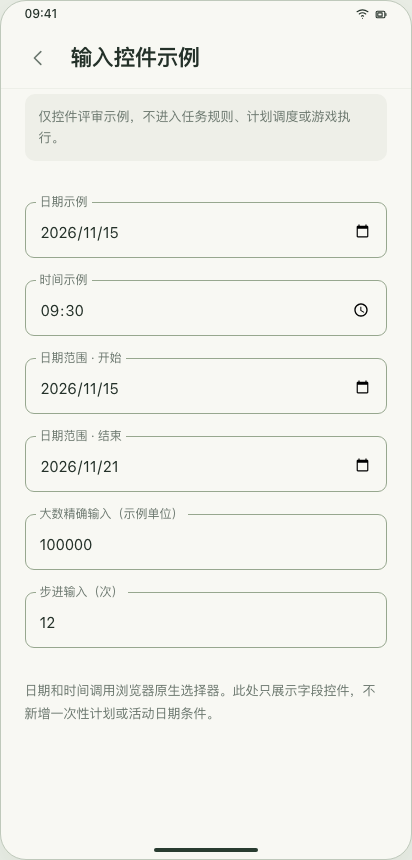 09:41
输入控件示例
仅控件评审示例，不进入任务规则、计划调度或游戏执
行。
日期示例
2026/11/15
时间示例
09:30
日期范围 · 开始
2026/11/15
日期范围 · 结束
2026/11/21
大数精确输入（示例单位）
100000
步进输入（次）
12
日期和时间调用浏览器原生选择器。此处只展示字段控件，不
新增一次性计划或活动日期条件。